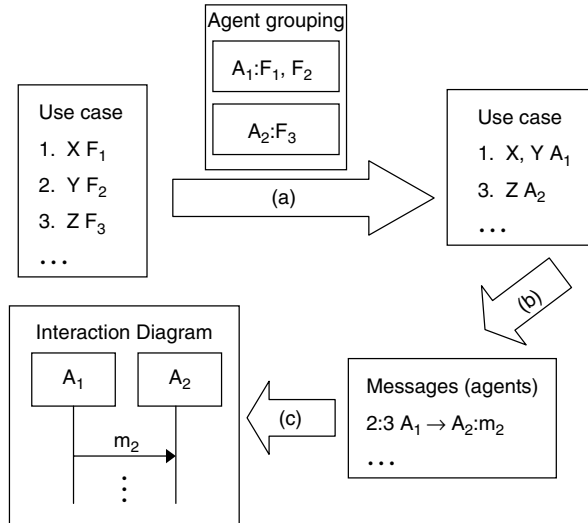 Agent grouping
A₁:F₁, F₂
A₂:F₃
Use case
1. X F₁
2. Y F₂
3. Z F₃
...
(a)
Use case
1. X, Y A₁
3. Z A₂
...
(b)
Messages (agents)
2:3 A₁ → A₂:m₂
...
(c)
Interaction Diagram
A₁
A₂
m₂
⋮